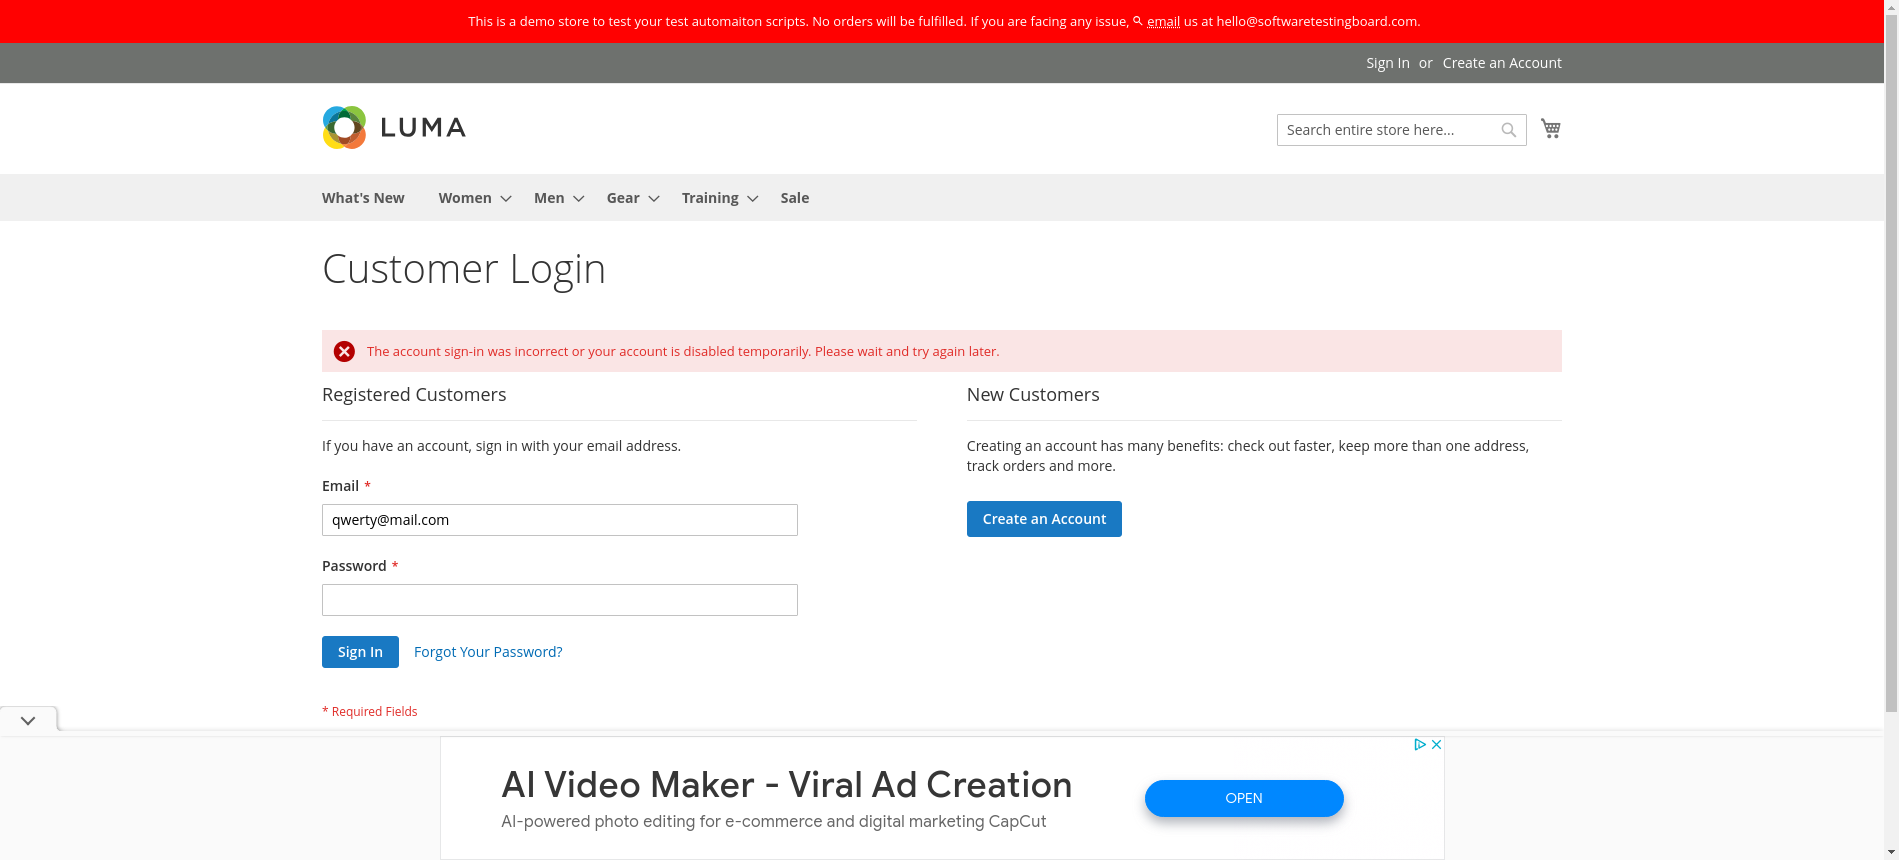 This is a demo store to test your test automaiton scripts. No orders will be fulfilled. If you are facing any issue, email us at hello@softwaretestingboard.com.
Sign In or Create an Account
LUMA
Search entire store here...
What's New Women Men Gear Training Sale
Customer Login
The account sign-in was incorrect or your account is disabled temporarily. Please wait and try again later.
Registered Customers
If you have an account, sign in with your email address.
Email *
qwerty@mail.com
Password *
Sign In Forgot Your Password?
* Required Fields
New Customers
Creating an account has many benefits: check out faster, keep more than one address,
track orders and more.
Create an Account
AI Video Maker - Viral Ad Creation
AI-powered photo editing for e-commerce and digital marketing CapCut
OPEN